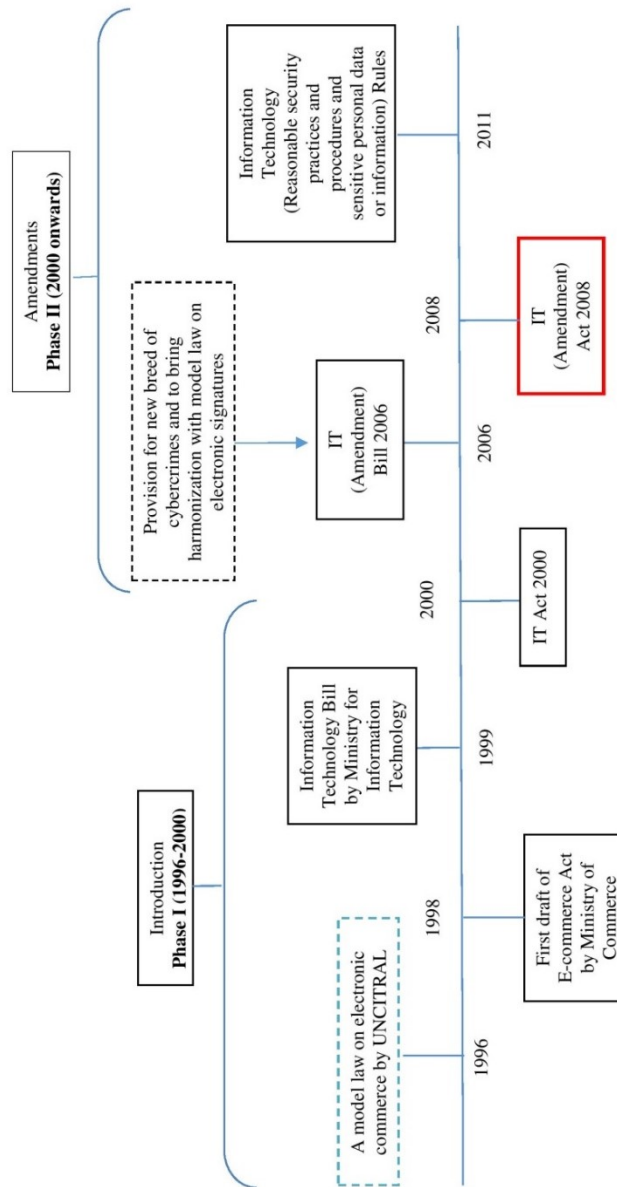 Introduction
Phase I (1996-2000)
Amendments
Phase II (2000 onwards)
A model law on electronic
commerce by UNCITRAL
Information
Technology Bill
by Ministry for
Information
Technology
Provision for new breed of
cybercrimes and to bring
harmonization with model law on
electronic signatures
IT
(Amendment)
Bill 2006
Information
Technology
(Reasonable security
practices and
procedures and
sensitive personal data
or information) Rules
1996
1998
1999
2000
2006
2008
2011
First draft of
E-commerce Act
by Ministry of
Commerce
IT Act 2000
IT
(Amendment)
Act 2008